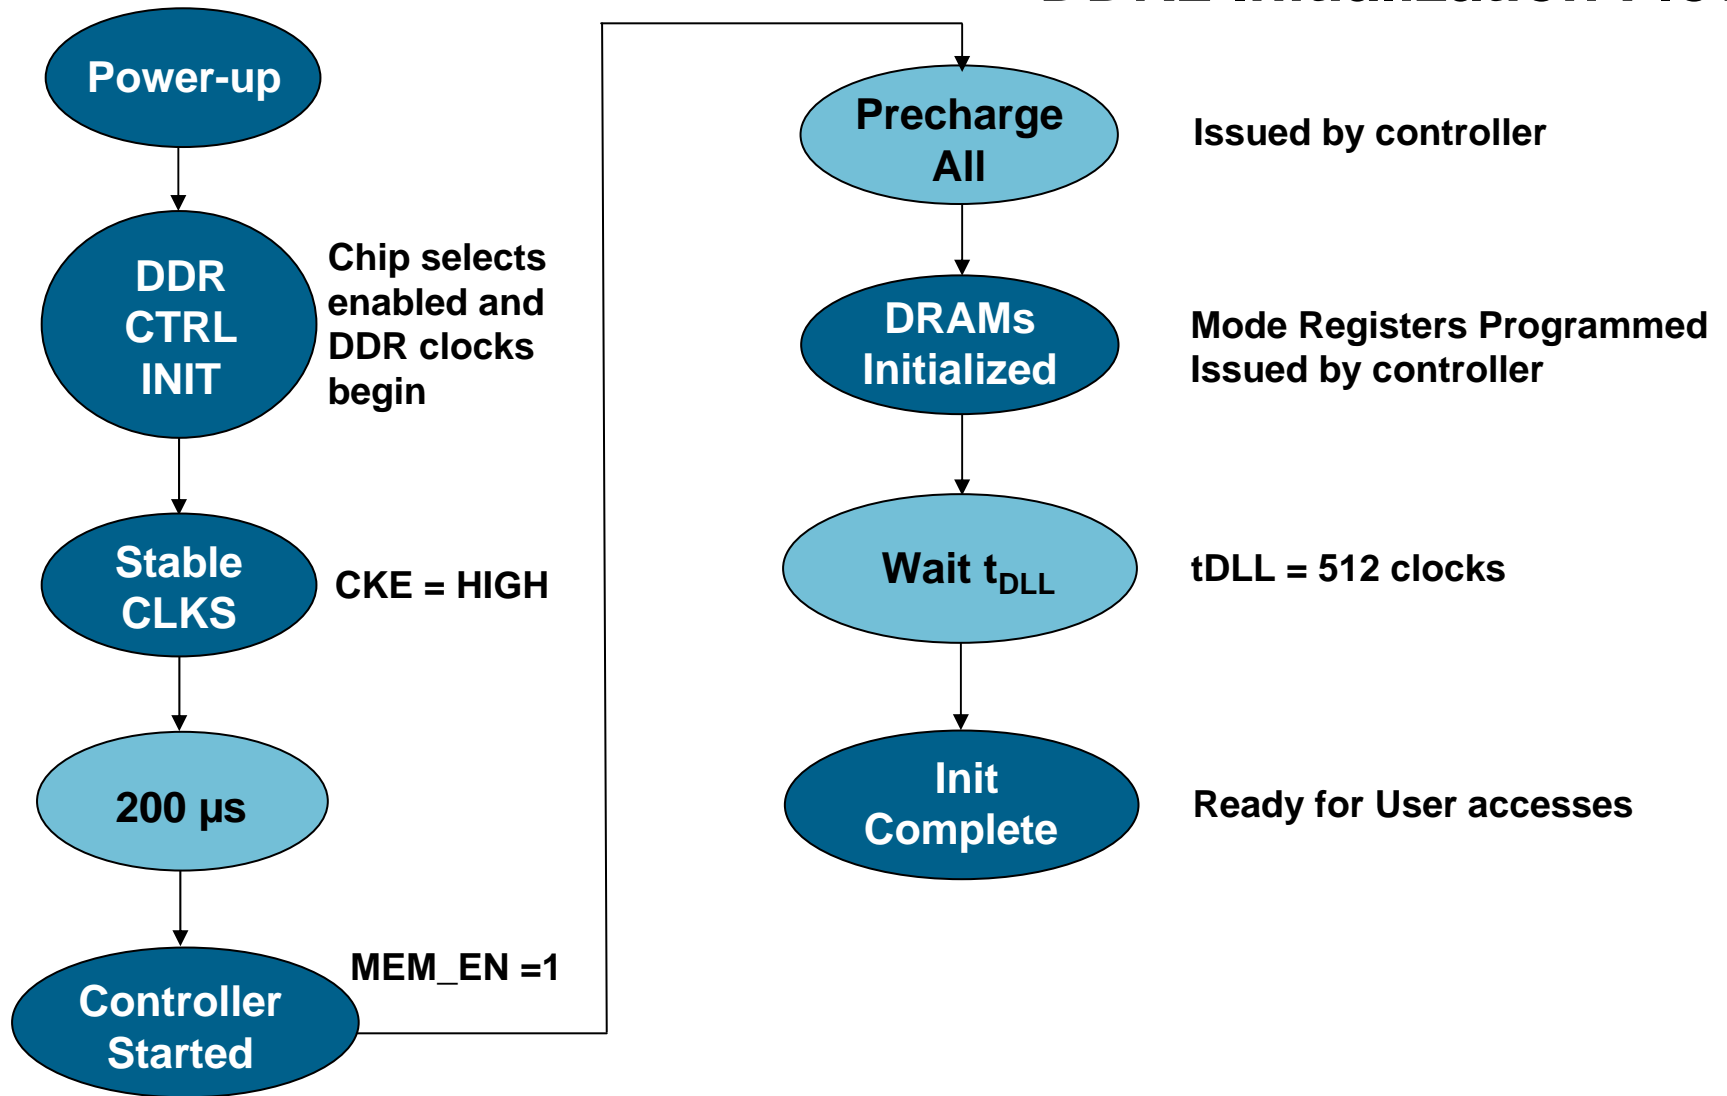 Power-up
DDR
CTRL
INIT
Chip selects
enabled and
DDR clocks
begin
Stable
CLKS
CKE = HIGH
200 µs
Controller
Started
MEM_EN =1
Precharge
All
Issued by controller
DRAMs
Initialized
Mode Registers Programmed
Issued by controller
Wait tDLL
tDLL = 512 clocks
Init
Complete
Ready for User accesses